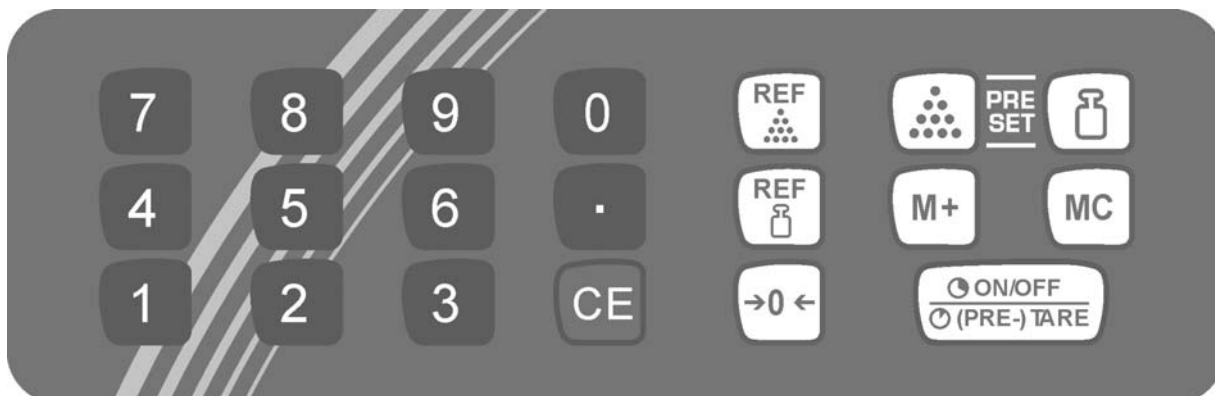 7 8 9 0 REF PRE
SET
4 5 6 . REF M+ MC
1 2 3 CE →0← ON/OFF
(PRE-) TARE